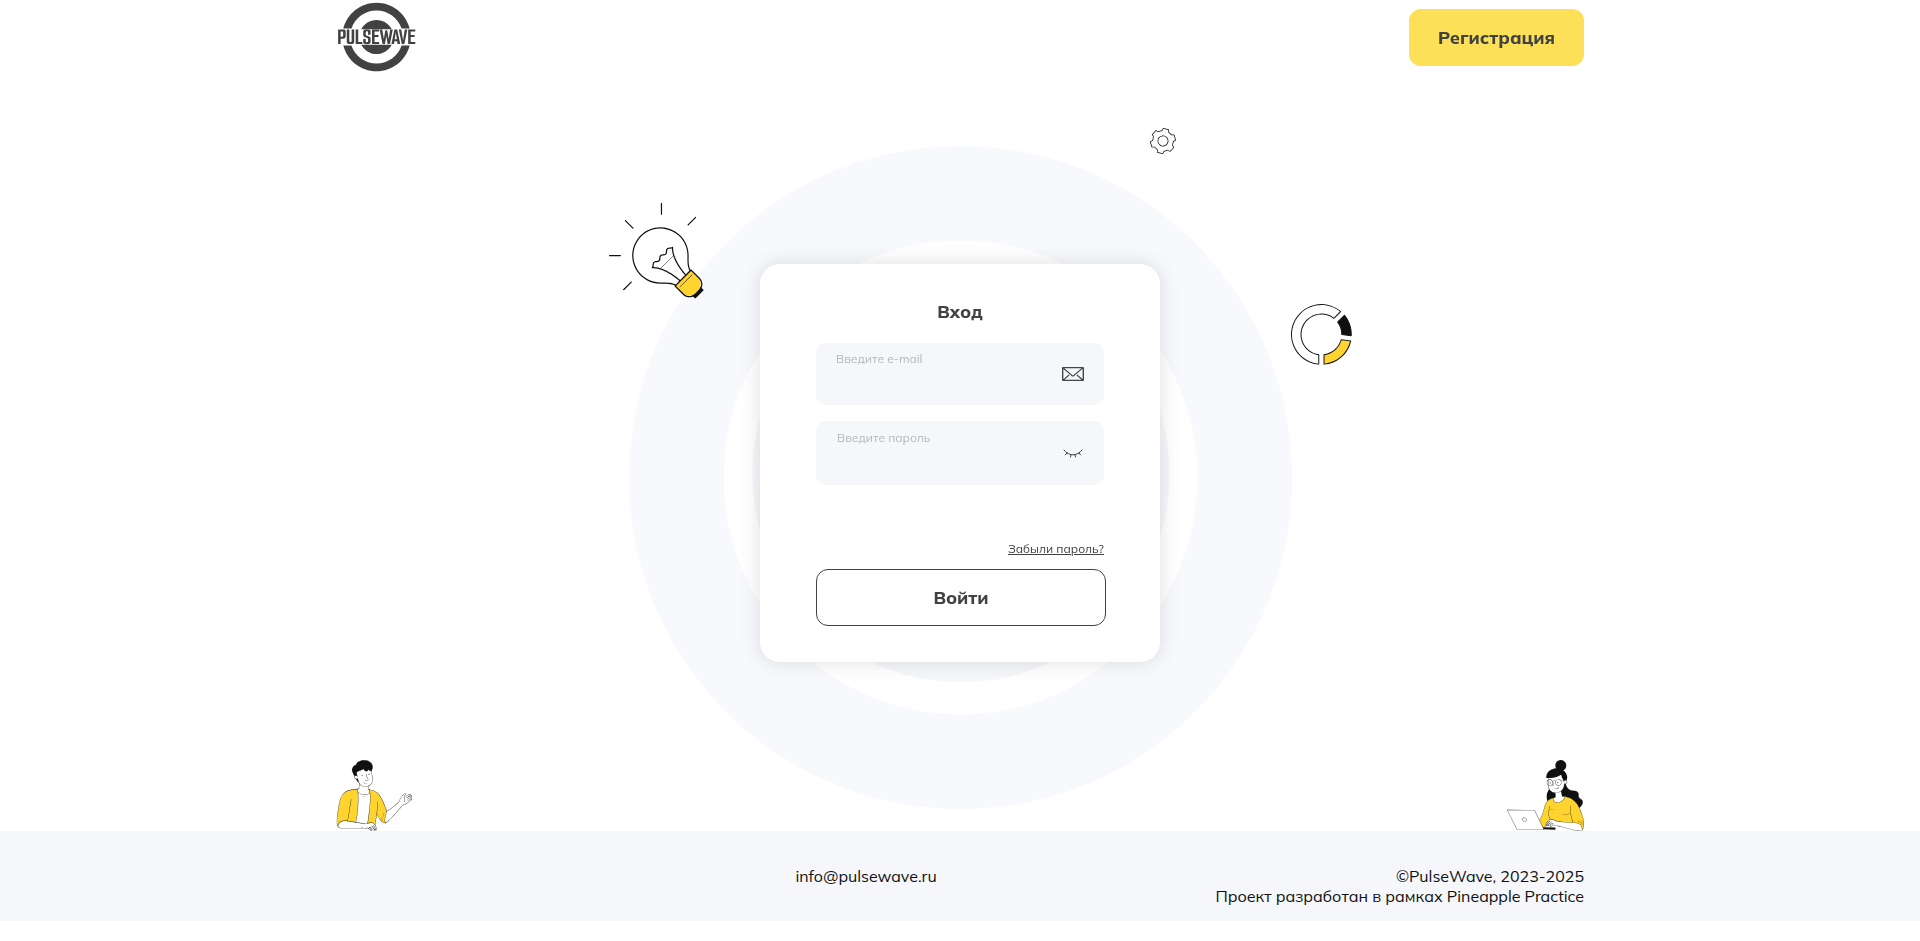 PULSEWAVE
Регистрация
Вход
Введите e-mail
Введите пароль
Забыли пароль?
Войти
info@pulsewave.ru
©PulseWave, 2023-2025
Проект разработан в рамках Pineapple Practice